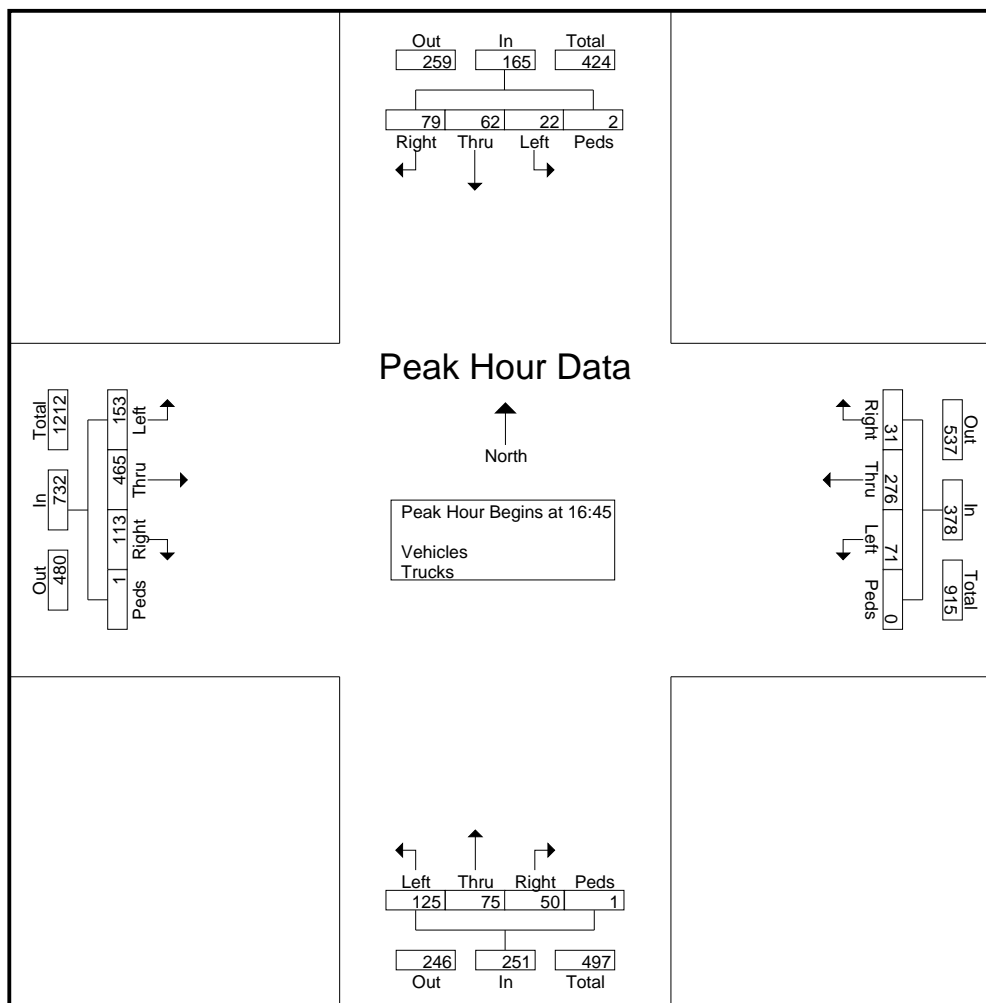 Out In Total
259 165 424
79 62 22 2
Right Thru Left Peds
Peak Hour Data
North
Peak Hour Begins at 16:45
Vehicles
Trucks
Total In Out
1212 732 480
153 465 113 1
Left Thru Right Peds
Out In Total
537 378 915
31 276 71 0
Right Thru Left Peds
Left Thru Right Peds
125 75 50 1
246 251 497
Out In Total